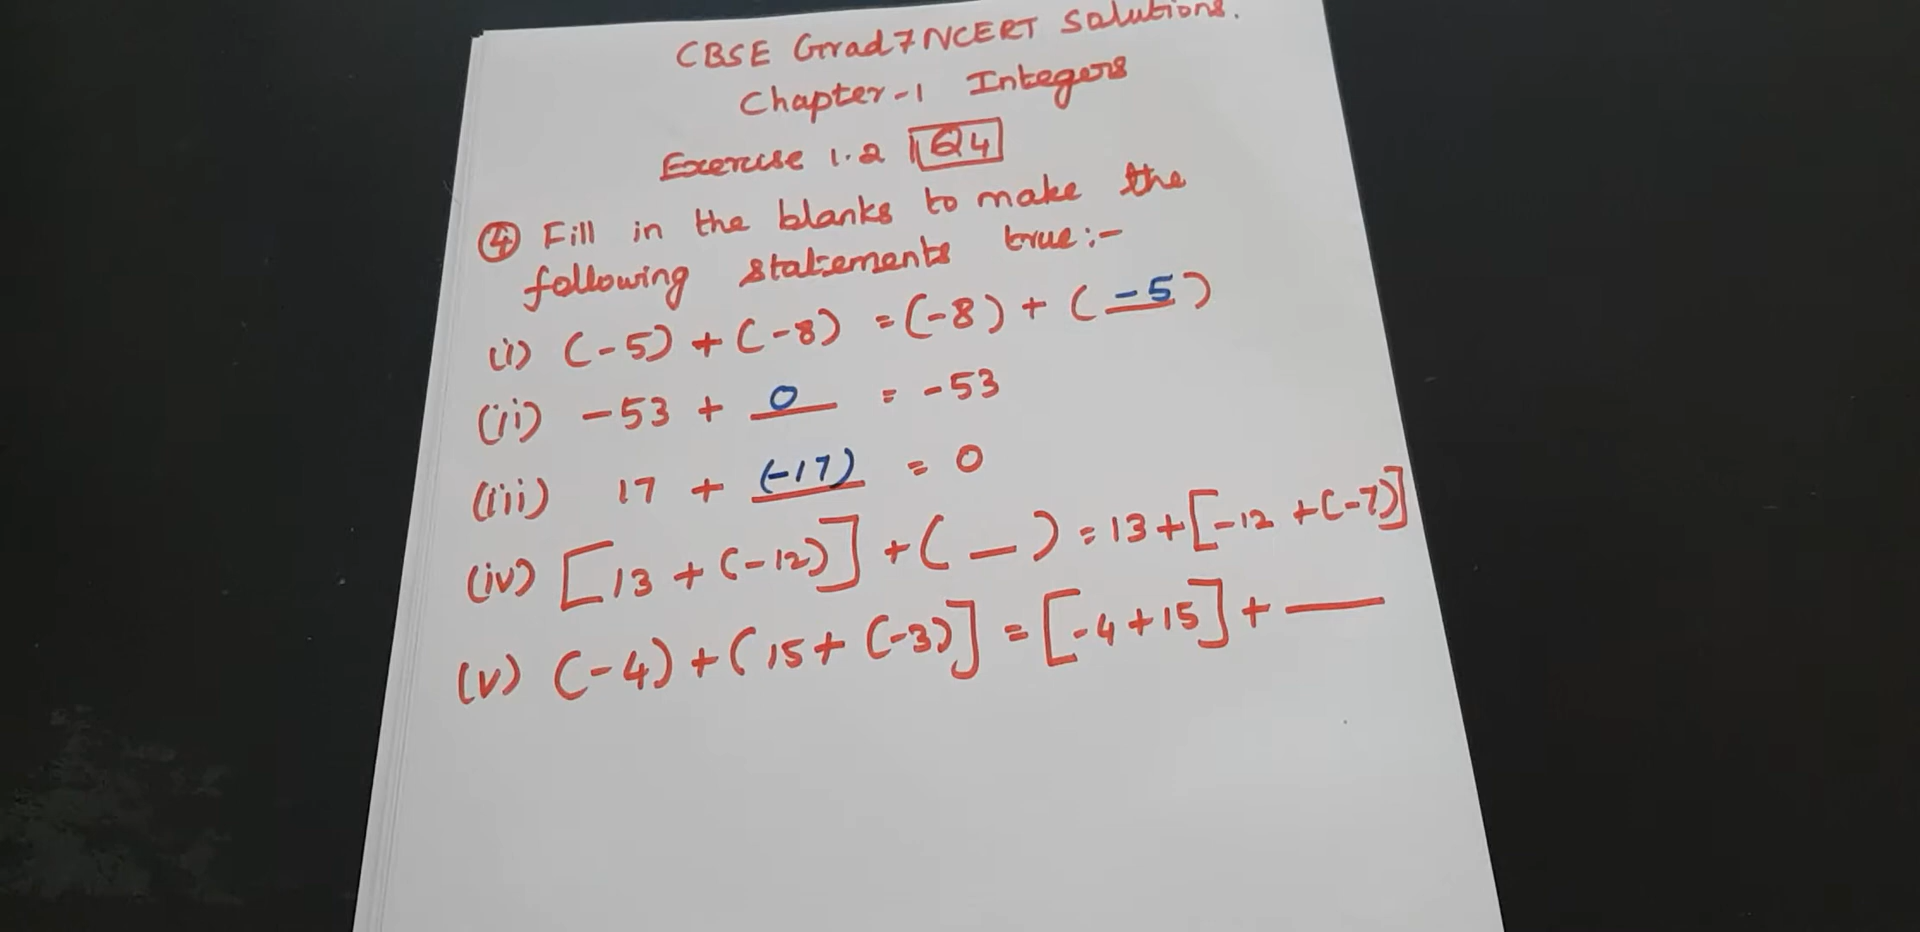 CBSE Grad7 NCERT Solutions.
Chapter-1 Integers
Exercise 1.2 Q4
④ Fill in the blanks to make the
following statements true:-
(i) (-5) + (-8) = (-8) + ( -5 )
(ii) -53 + 0 = -53
(iii) 17 + (-17) = 0
(iv) [13 + (-12)] + ( _ ) = 13 + [-12 + (-7)]
(v) (-4) + (15 + (-3)] = [-4 + 15] + ___